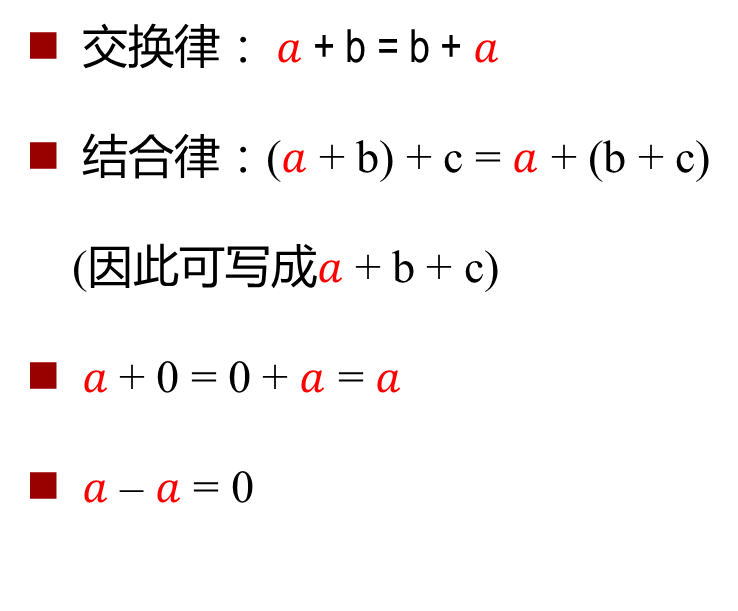 ■ 交换律： a + b = b + a
■ 结合律：(a + b) + c = a + (b + c)
(因此可写成a + b + c)
■ a + 0 = 0 + a = a
■ a – a = 0